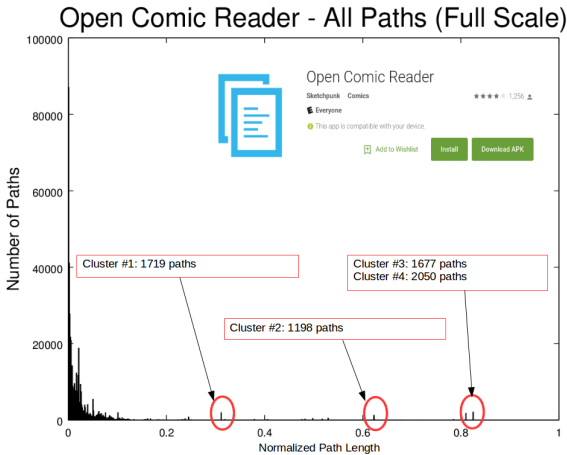 Open Comic Reader - All Paths (Full Scale)
100000
80000
60000
40000
20000
0
Number of Paths
Open Comic Reader
Sketchpunk Comics
1,256
E Everyone
This app is compatible with your device.
Add to Wishlist
Install
Download APK
Cluster #1: 1719 paths
Cluster #3: 1677 paths
Cluster #4: 2050 paths
Cluster #2: 1198 paths
0
0.2
0.4
0.6
0.8
1
Normalized Path Length